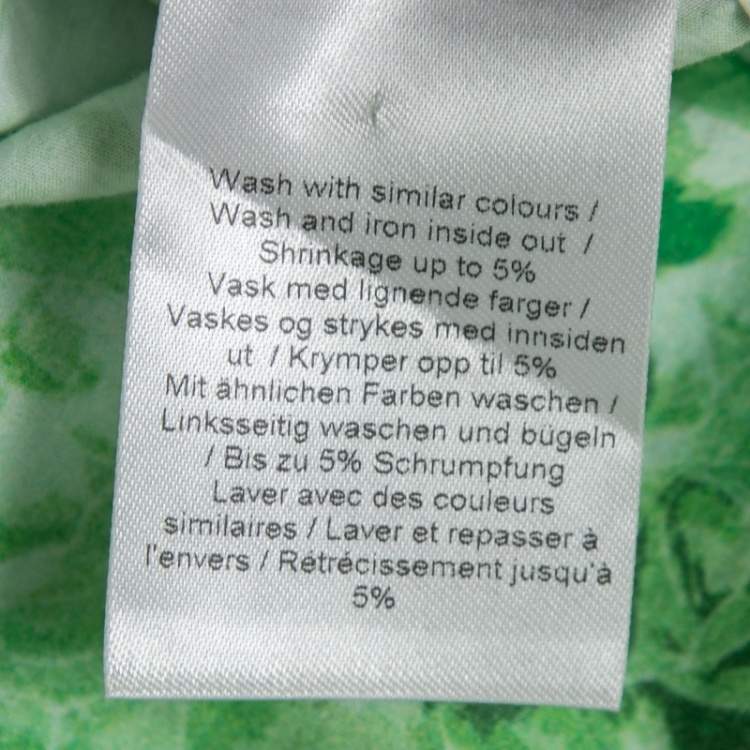 Wash with similar colours /
Wash and iron inside out /
Shrinkage up to 5%
Vask med lignende farger /
Vaskes og strykes med innsiden
ut / Krymper opp til 5%
Mit ähnlichen Farben waschen /
Linksseitig waschen und bügeln
/ Bis zu 5% Schrumpfung
Laver avec des couleurs
similaires / Laver et repasser à
l'envers / Rétrécissement jusqu'à
5%